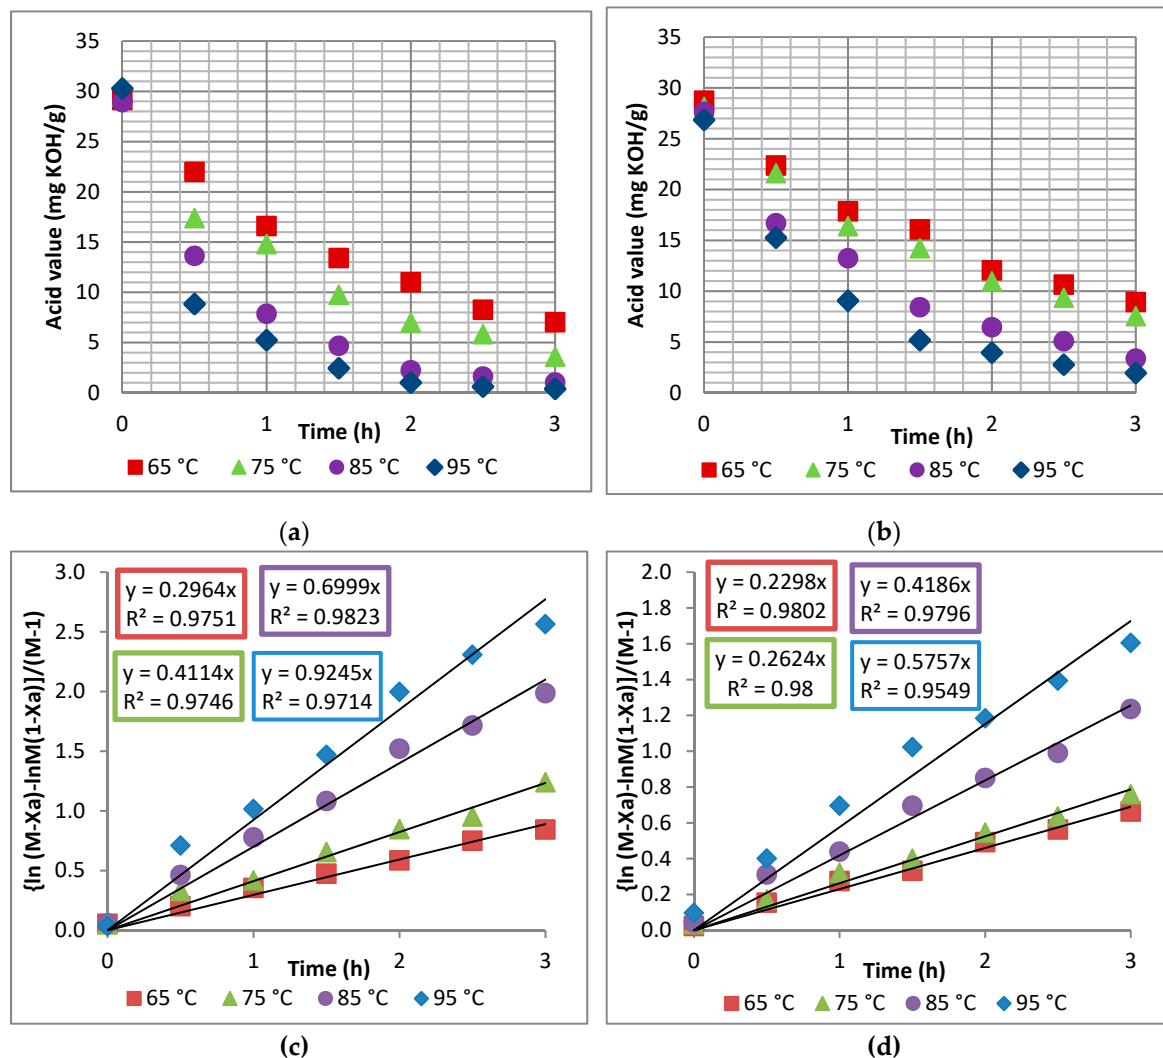 35
30
25
20
15
10
5
0
Acid value (mg KOH/g)
0 1 2 3
Time (h)
65 °C 75 °C 85 °C 95 °C
(a)
35
30
25
20
15
10
5
0
Acid value (mg KOH/g)
0 1 2 3
Time (h)
65 °C 75 °C 85 °C 95 °C
(b)
3.0
2.5
2.0
1.5
1.0
0.5
0.0
{ln (M-Xa)-lnM(1-Xa)]/(M-1)
y = 0.2964x
R² = 0.9751
y = 0.6999x
R² = 0.9823
y = 0.4114x
R² = 0.9746
y = 0.9245x
R² = 0.9714
0 1 2 3
Time (h)
65 °C 75 °C 85 °C 95 °C
(c)
2.0
1.8
1.6
1.4
1.2
1.0
0.8
0.6
0.4
0.2
0.0
{ln (M-Xa)-lnM(1-Xa)]/(M-1)
y = 0.2298x
R² = 0.9802
y = 0.4186x
R² = 0.9796
y = 0.2624x
R² = 0.98
y = 0.5757x
R² = 0.9549
0 1 2 3
Time (h)
65 °C 75 °C 85 °C 95 °C
(d)